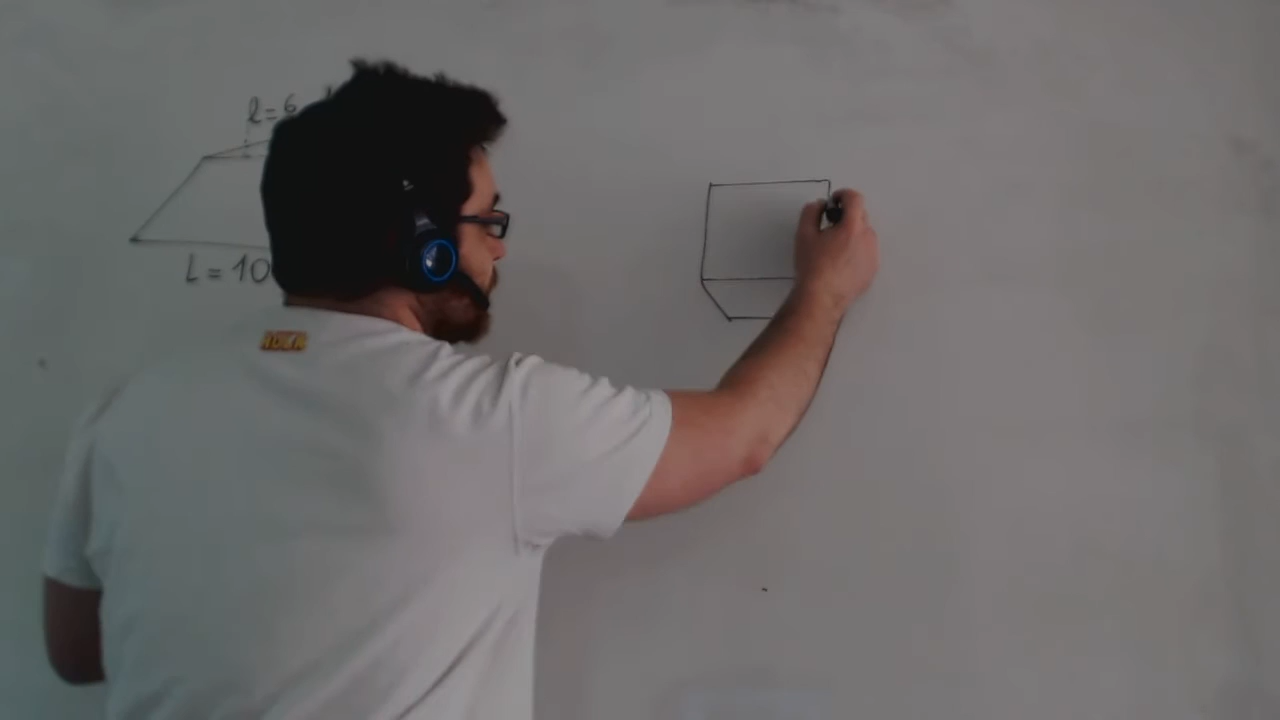 ℓ = 6
L = 10